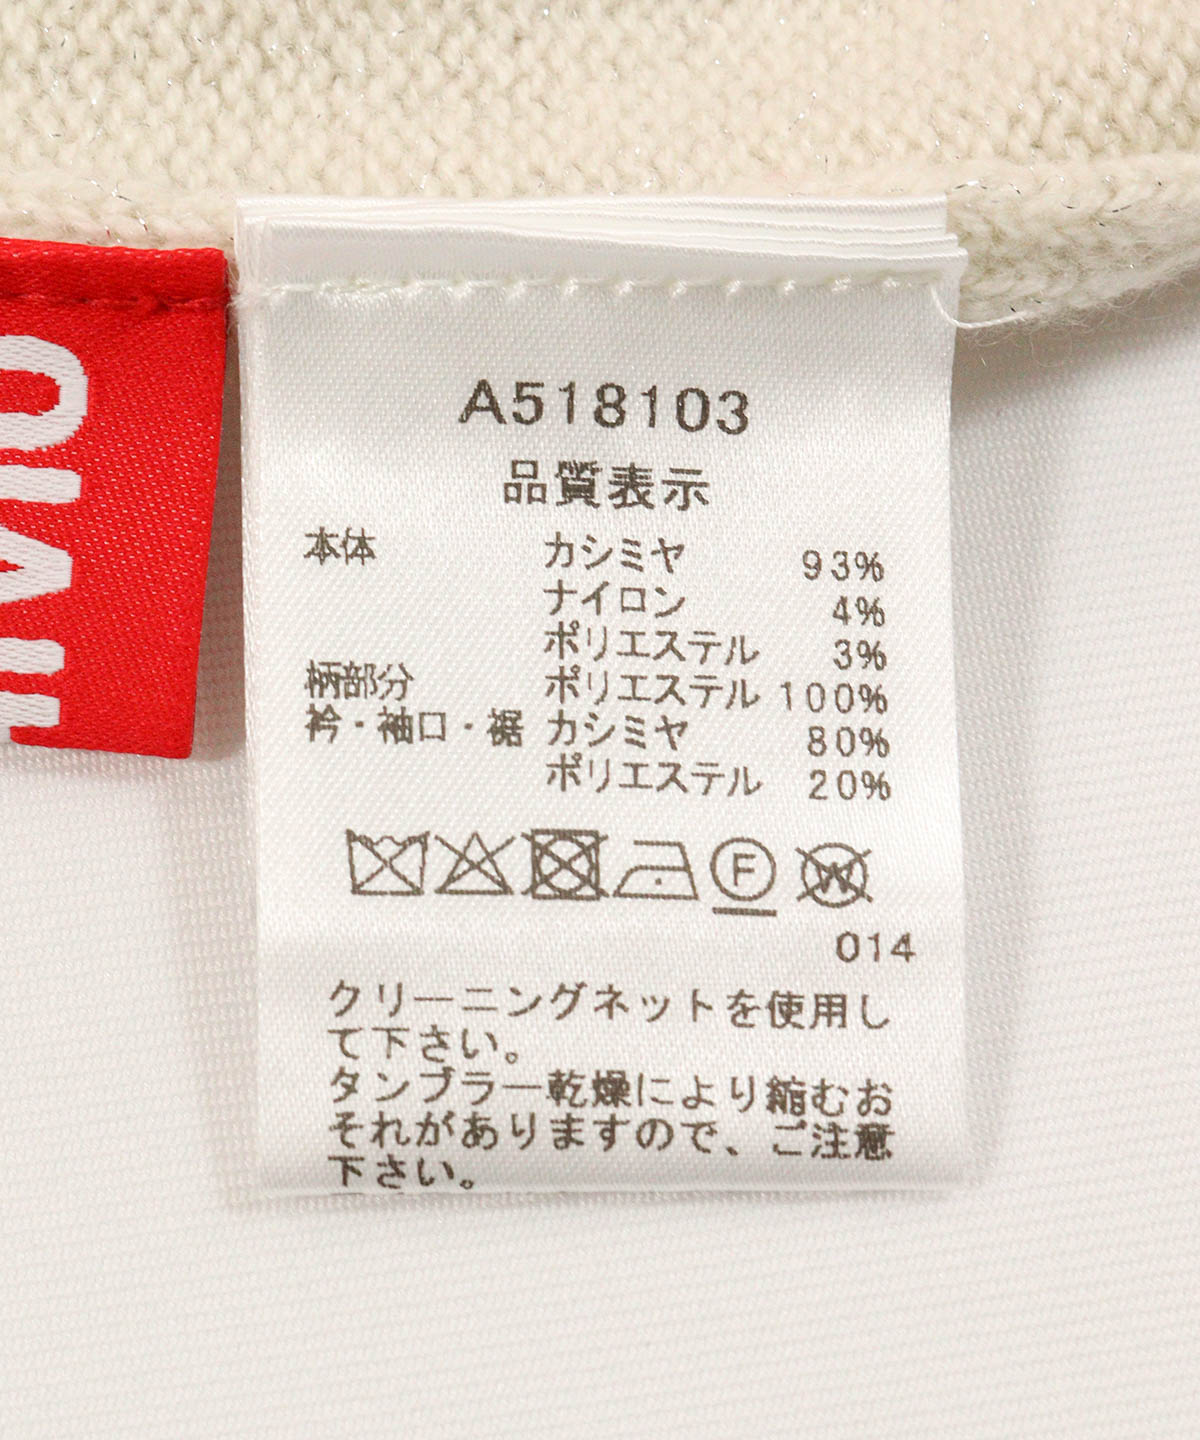 A518103
品質表示
本体 カシミヤ 93%
ナイロン 4%
ポリエステル 3%
柄部分 ポリエステル 100%
衿・袖口・裾 カシミヤ 80%
ポリエステル 20%
F W
014
クリーニングネットを使用し
て下さい。
タンブラー乾燥により縮むお
それがありますので、ご注意
下さい。